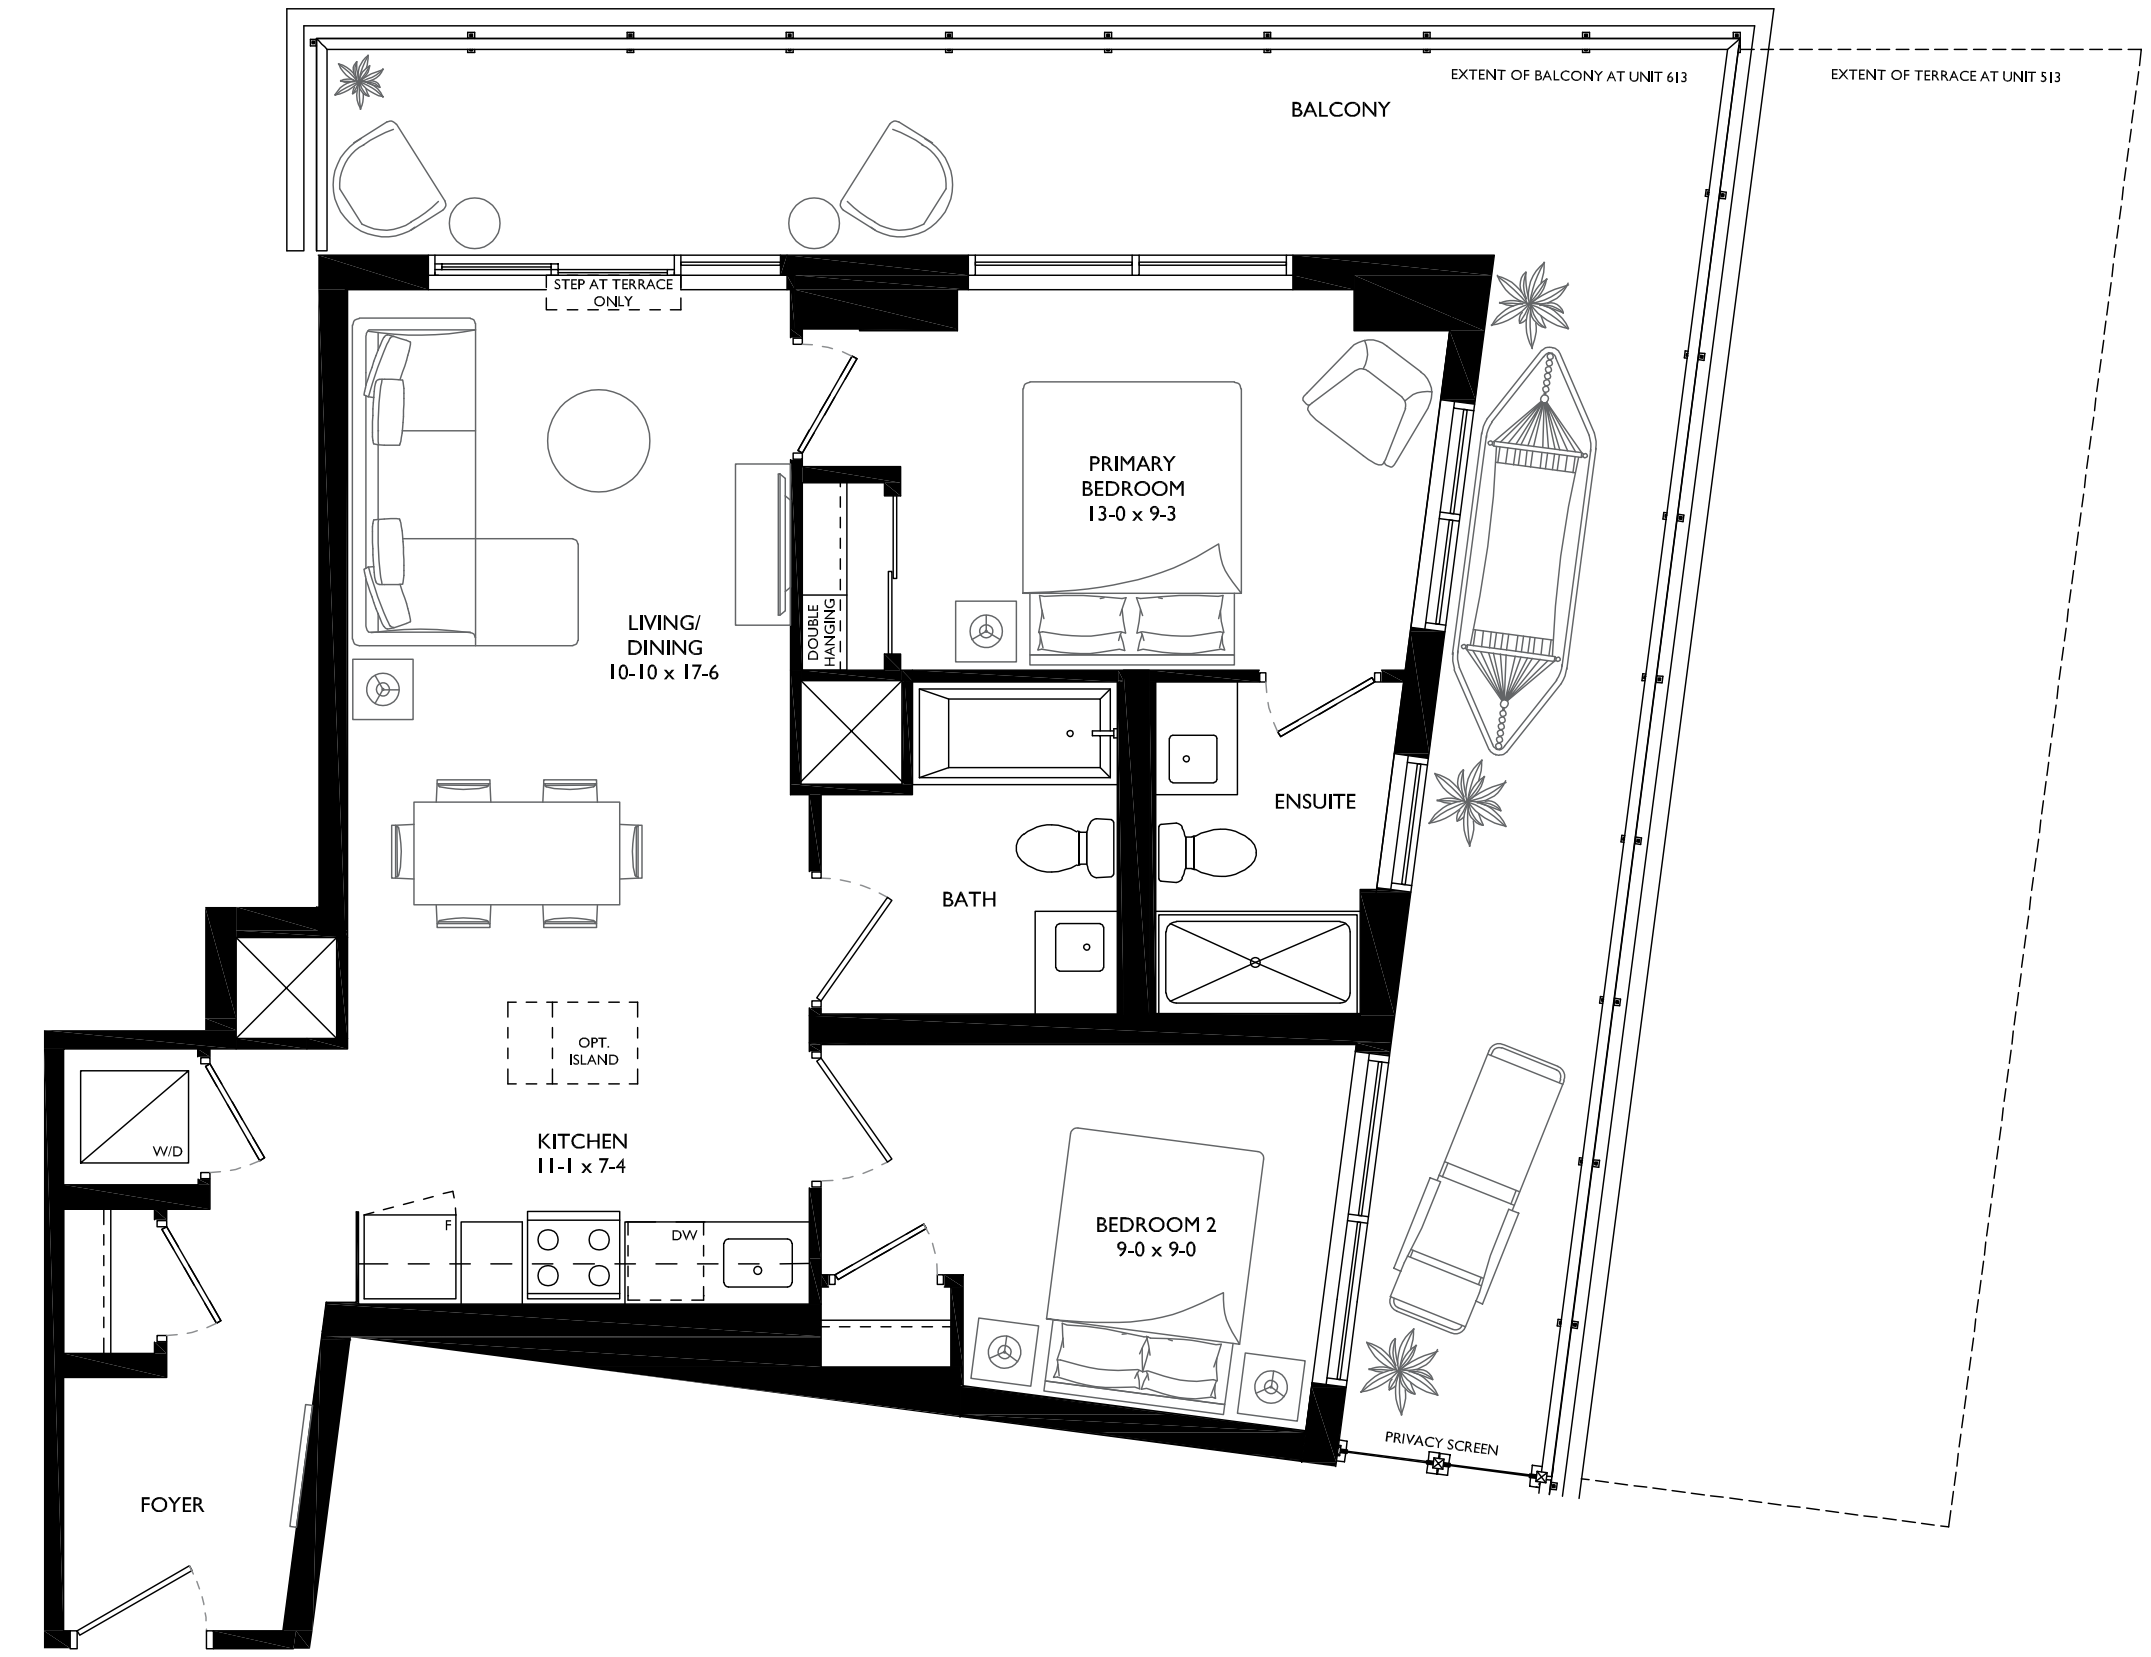 EXTENT OF BALCONY AT UNIT 613
EXTENT OF TERRACE AT UNIT 513
BALCONY
STEP AT TERRACE
ONLY
PRIMARY
BEDROOM
13-0 x 9-3
DOUBLE
HANGING
LIVING/
DINING
10-10 x 17-6
ENSUITE
BATH
OPT.
ISLAND
KITCHEN
11-1 x 7-4
W/D
F
DW
BEDROOM 2
9-0 x 9-0
PRIVACY SCREEN
FOYER